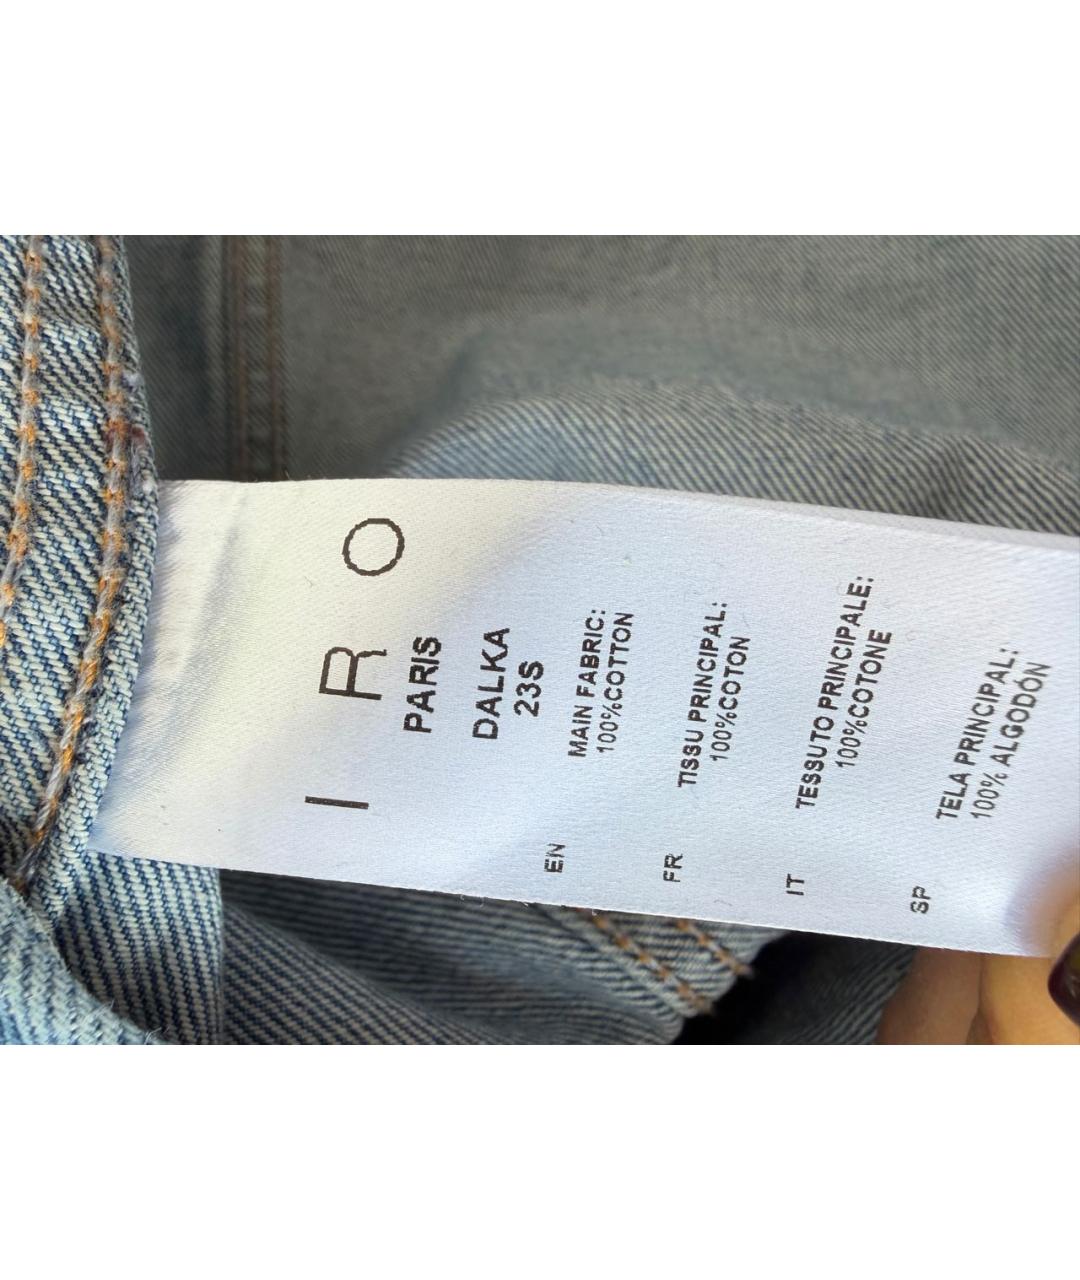 I R O
PARIS
DALKA
23S
EN MAIN FABRIC:
100%COTTON
FR TISSU PRINCIPAL:
100%COTON
IT TESSUTO PRINCIPALE:
100%COTONE
SP TELA PRINCIPAL:
100% ALGODÓN